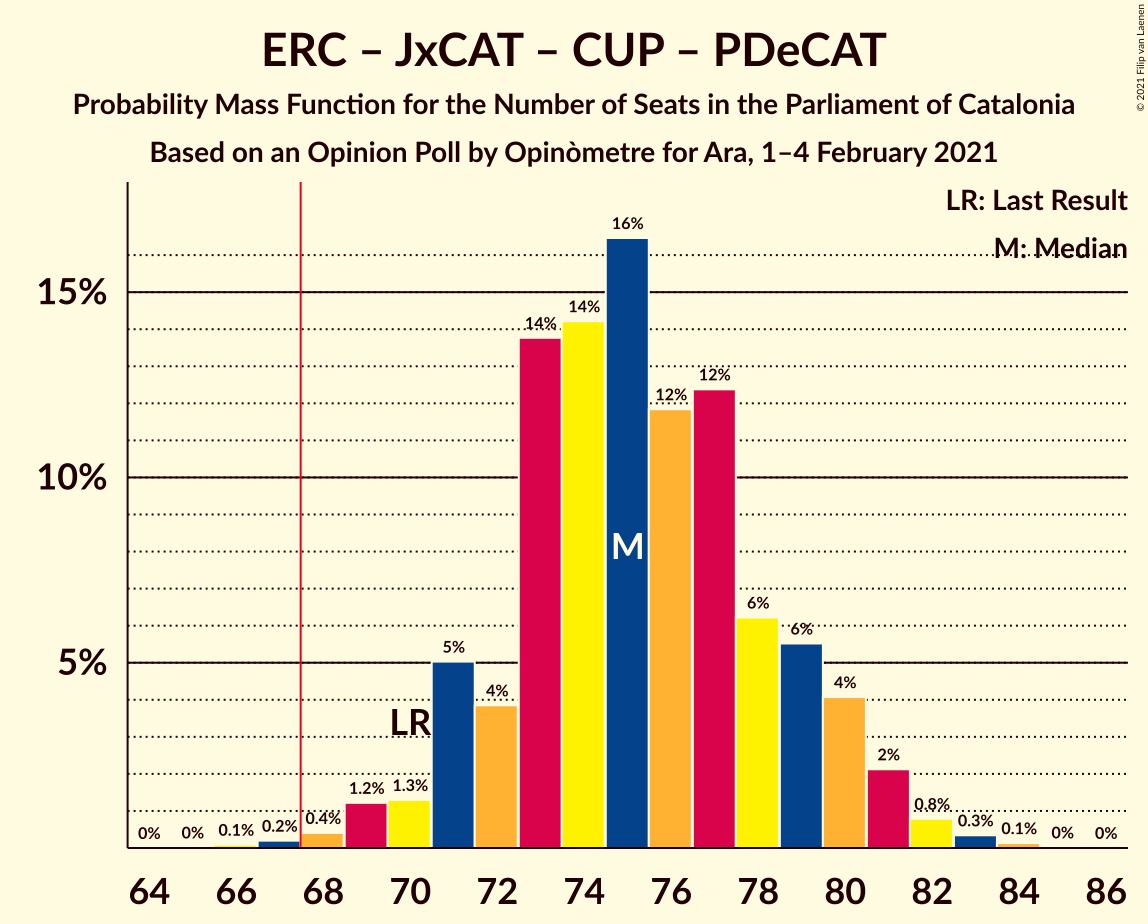 ERC – JxCAT – CUP – PDeCAT
Probability Mass Function for the Number of Seats in the Parliament of Catalonia
Based on an Opinion Poll by Opinòmetre for Ara, 1–4 February 2021
© 2021 Filip van Laenen
LR: Last Result
M: Median
15%
10%
5%
0%
0%
0.1%
0.2%
0.4%
1.2%
1.3%
5%
4%
14%
14%
16%
12%
12%
6%
6%
4%
2%
0.8%
0.3%
0.1%
0%
0%
LR
M
64 66 68 70 72 74 76 78 80 82 84 86